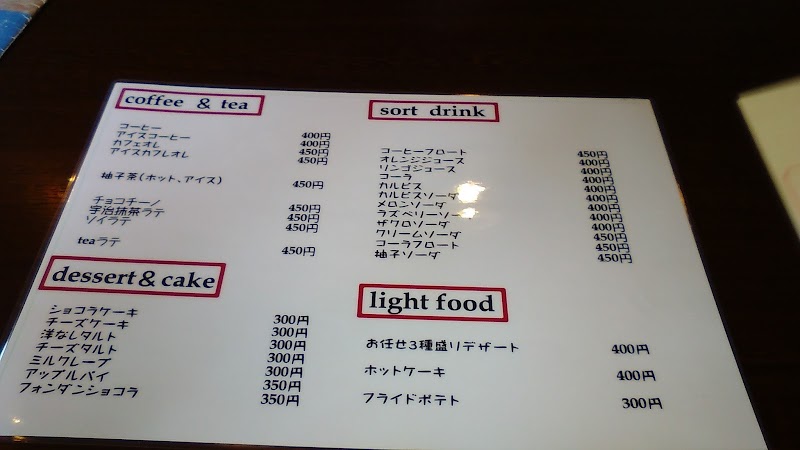 coffee & tea
コーヒー 400円
アイスコーヒー 400円
カフェオレ 450円
アイスカフェオレ 450円
柚子茶(ホット、アイス) 450円
チョコチーノ 450円
宇治抹茶ラテ 450円
ソイラテ 450円
teaラテ 450円
dessert & cake
ショコラケーキ 300円
チーズケーキ 300円
洋なしタルト 300円
チーズタルト 300円
ミルクレープ 300円
アップルパイ 350円
フォンダンショコラ 350円
sort drink
コーヒーフロート 450円
オレンジジュース 400円
リンゴジュース 400円
コーラ 400円
カルピス 400円
カルピスソーダ 400円
メロンソーダ 400円
ラズベリーソーダ 400円
ザクロソーダ 400円
クリームソーダ 450円
コーラフロート 450円
柚子ソーダ 450円
light food
お任せ3種盛りデザート 400円
ホットケーキ 400円
フライドポテト 300円